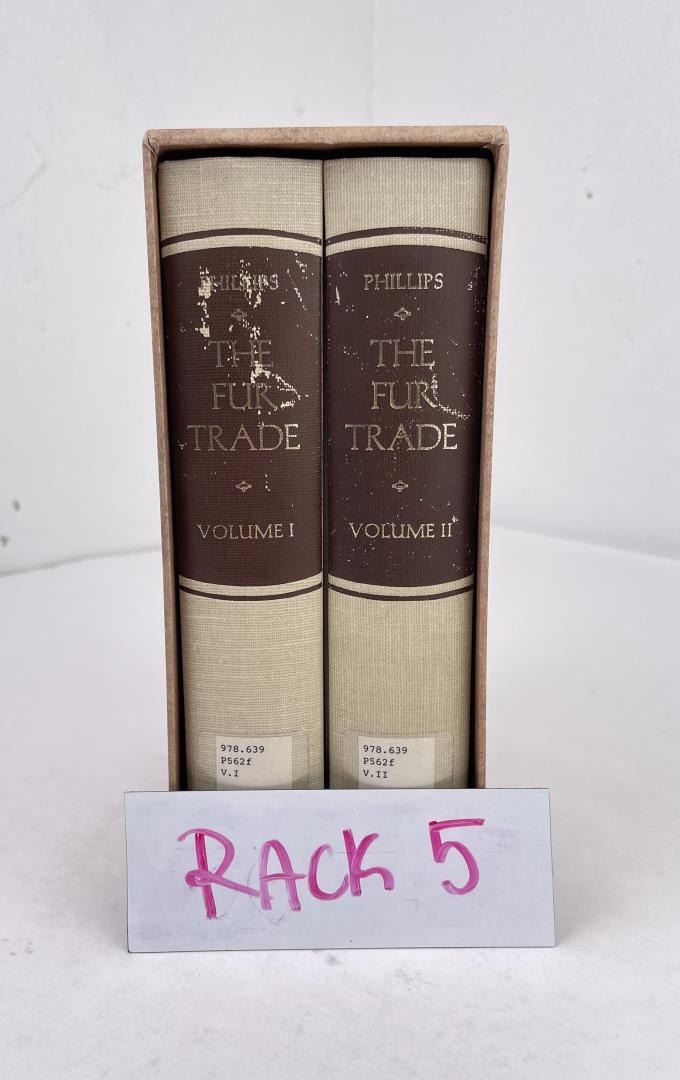 PHILLIPS
THE
FUR
TRADE
VOLUME I
978.639
P562f
V.I
PHILLIPS
THE
FUR
TRADE
VOLUME II
978.639
P562f
V.II
RACK 5